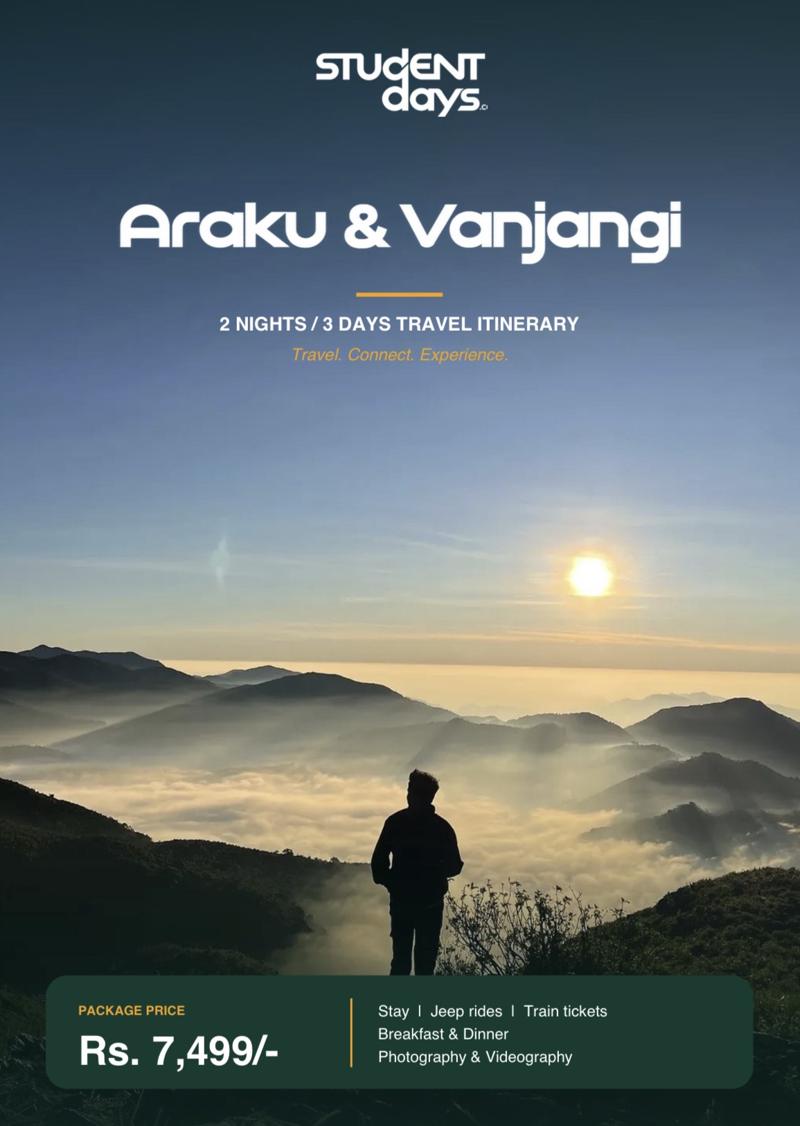 STUdENT
days.
Araku & Vanjangi
2 NIGHTS / 3 DAYS TRAVEL ITINERARY
Travel. Connect. Experience.
PACKAGE PRICE
Rs. 7,499/-
Stay | Jeep rides | Train tickets
Breakfast & Dinner
Photography & Videography